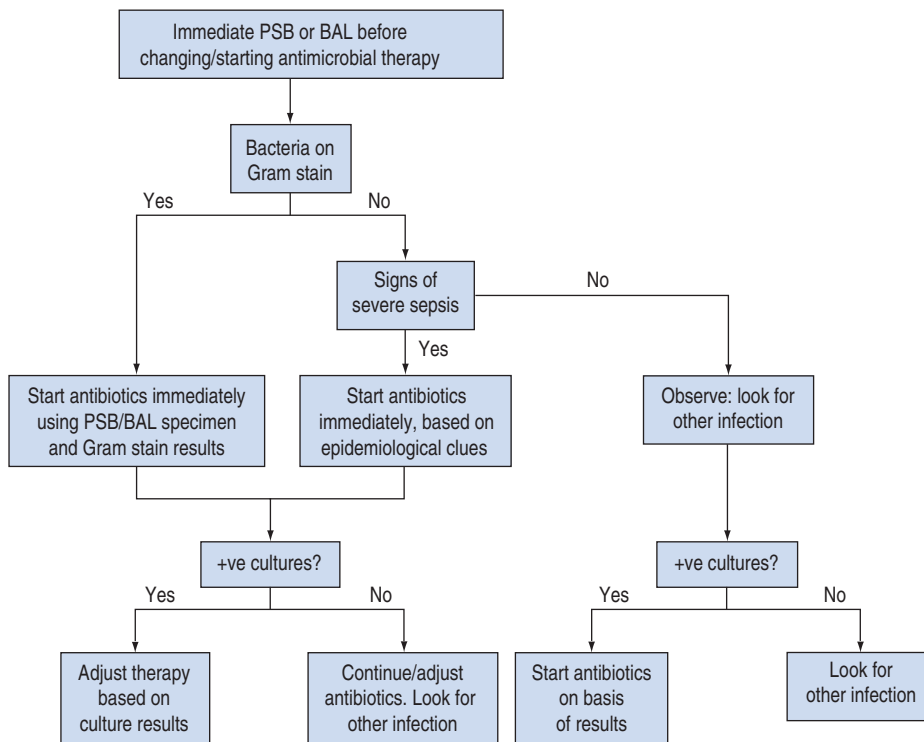 Immediate PSB or BAL before
changing/starting antimicrobial therapy
Bacteria on
Gram stain
Yes
No
Signs of
severe sepsis
No
Yes
Start antibiotics immediately
using PSB/BAL specimen
and Gram stain results
Start antibiotics
immediately, based on
epidemiological clues
Observe: look for
other infection
+ve cultures?
+ve cultures?
Yes
No
Yes
No
Adjust therapy
based on
culture results
Continue/adjust
antibiotics. Look for
other infection
Start antibiotics
on basis
of results
Look for
other infection